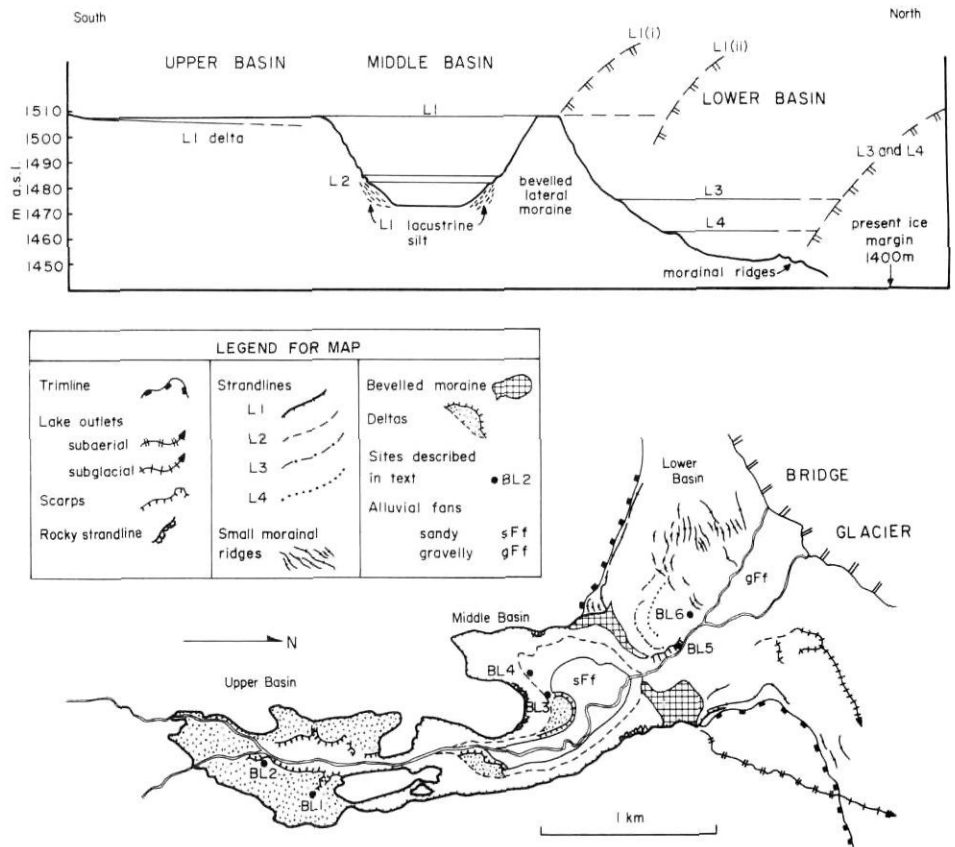 South
North
UPPER BASIN
MIDDLE BASIN
LOWER BASIN
L1(i)
L1(ii)
L1
L1 delta
L2
L1 lacustrine
silt
bevelled
lateral
moraine
L3
L4
L3 and L4
present ice
margin
1400m
morainal ridges
m a.s.l.
1510
1500
1490
1480
1470
1460
1450
LEGEND FOR MAP
Trimline
Lake outlets
subaerial
subglacial
Scarps
Rocky strandline
Strandlines
L1
L2
L3
L4
Small morainal
ridges
Bevelled moraine
Deltas
Sites described
in text
BL2
Alluvial fans
sandy sFf
gravelly gFf
Lower
Basin
BRIDGE
GLACIER
gFf
BL6
BL5
Middle Basin
N
BL4
sFf
BL3
Upper Basin
BL2
BL1
1 km